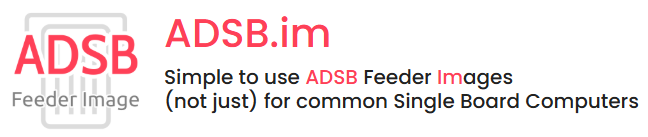 ADSB
Feeder Image
ADSB.im
Simple to use ADSB Feeder Images
(not just) for common Single Board Computers